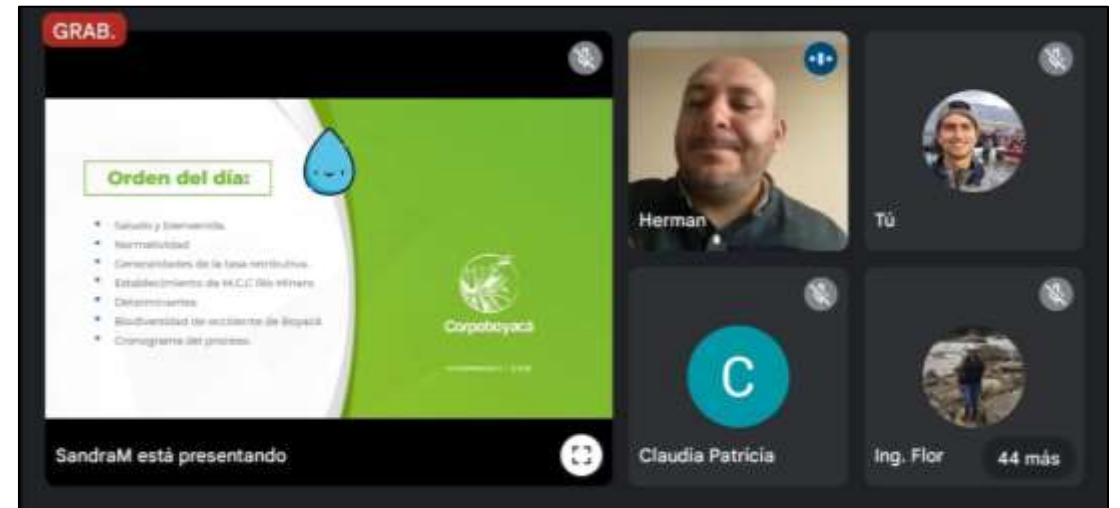 GRAB.
Orden del día:
Saludo y bienvenida.
Normatividad
Generalidades de la tasa retributiva.
Establecimiento de M.C.C Río Minero
Determinantes
Biodiversidad de occidente de Boyacá
Cronograma del proceso.
Corpoboyacá
SandraM está presentando
Herman
Tú
C
Claudia Patricia
Ing. Flor
44 más